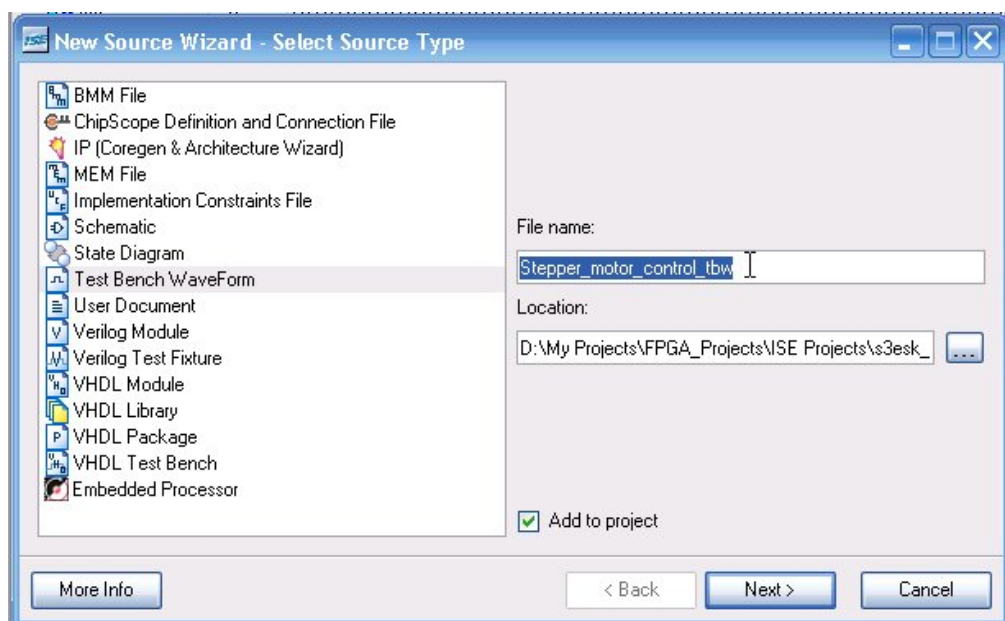 New Source Wizard - Select Source Type
BMM File
ChipScope Definition and Connection File
IP (Coregen & Architecture Wizard)
MEM File
Implementation Constraints File
Schematic
State Diagram
Test Bench WaveForm
User Document
Verilog Module
Verilog Test Fixture
VHDL Module
VHDL Library
VHDL Package
VHDL Test Bench
Embedded Processor
File name:
Stepper_motor_control_tbw
Location:
D:\My Projects\FPGA_Projects\ISE Projects\s3esk_
...
Add to project
More Info
< Back
Next >
Cancel